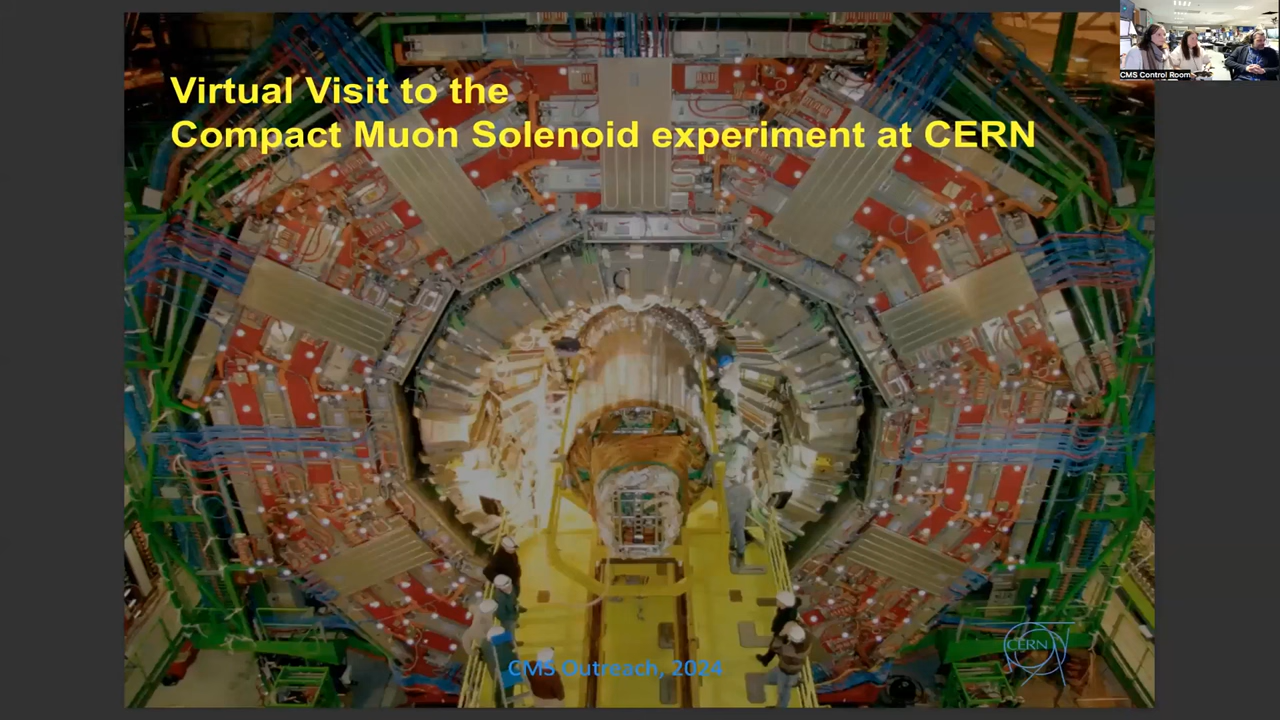 Virtual Visit to the
Compact Muon Solenoid experiment at CERN
CMS Control Room
CMS Outreach, 2024
CERN